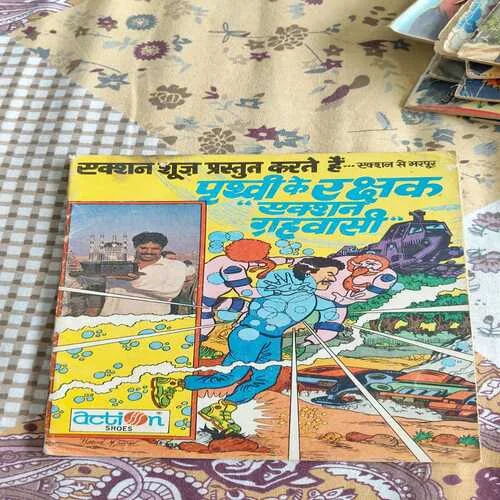 एक्शन शूज़ प्रस्तुत करते हैं... एक्शन से भरपूर
पृथ्वी के रक्षक
"एक्शन
ग्रहवासी"
action
SHOES